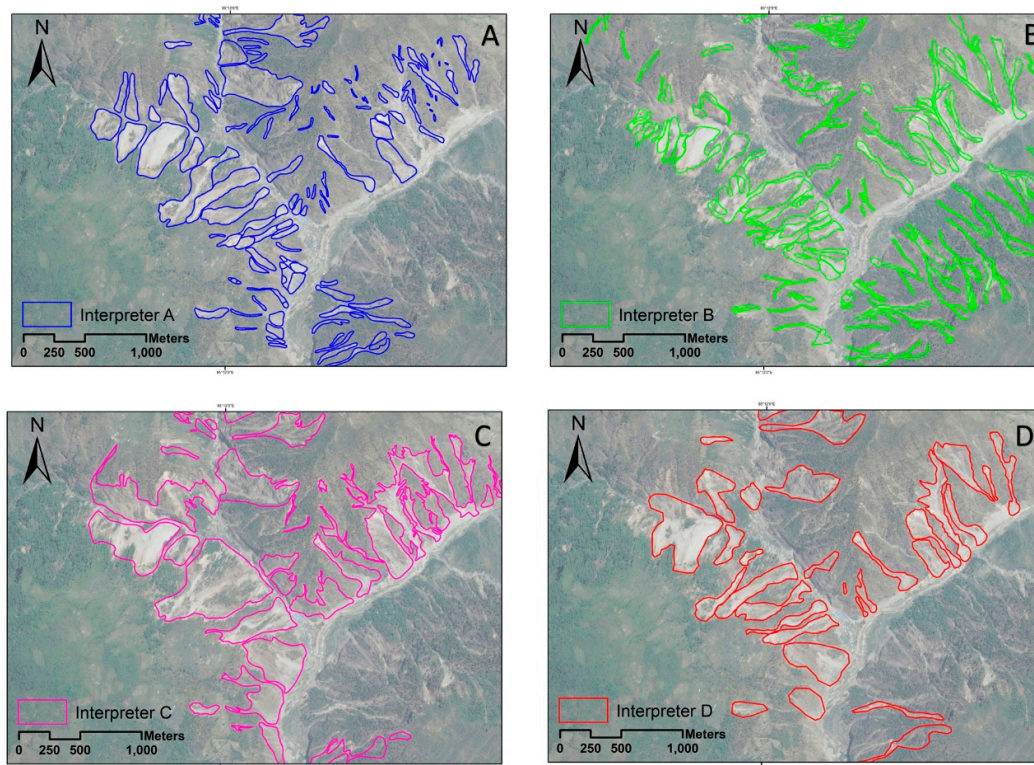 A
N
Interpreter A
0 250 500 1,000
Meters
B
N
Interpreter B
0 250 500 1,000
Meters
C
N
Interpreter C
0 250 500 1,000
Meters
D
N
Interpreter D
0 250 500 1,000
Meters